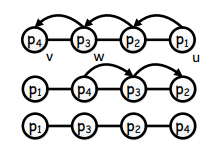 p4 p3 p2 p1
v w u
p1 p4 p3 p2
p1 p3 p2 p4